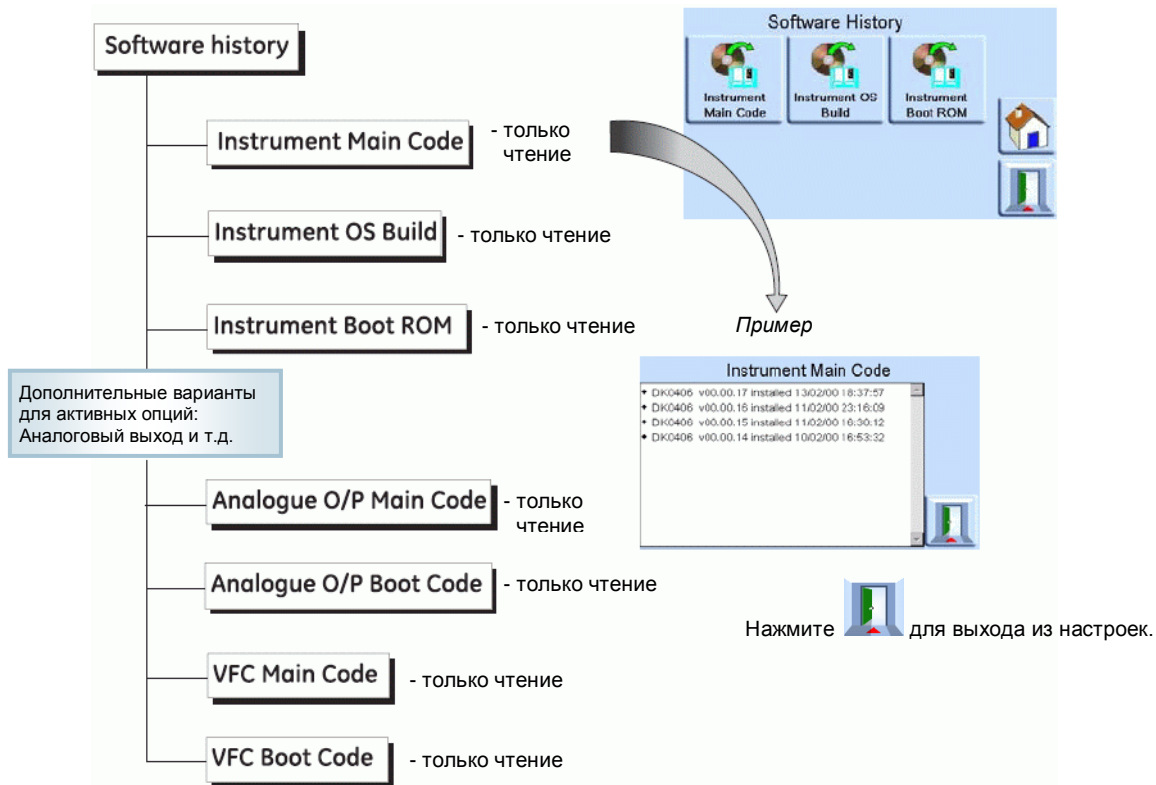 Software history
Instrument Main Code
- только
чтение
Instrument OS Build
- только чтение
Instrument Boot ROM
- только чтение
Дополнительные варианты
для активных опций:
Аналоговый выход и т.д.
Analogue O/P Main Code
- только
чтение
Analogue O/P Boot Code
- только чтение
VFC Main Code
- только чтение
VFC Boot Code
- только чтение
Software History
Instrument
Main Code
Instrument OS
Build
Instrument
Boot ROM
Пример
Instrument Main Code
DK0406 v00.00.17 installed 13/02/00 18:37:57
DK0406 v00.00.16 installed 11/02/00 23:16:09
DK0406 v00.00.15 installed 11/02/00 16:30:12
DK0406 v00.00.14 installed 10/02/00 16:53:32
Нажмите для выхода из настроек.